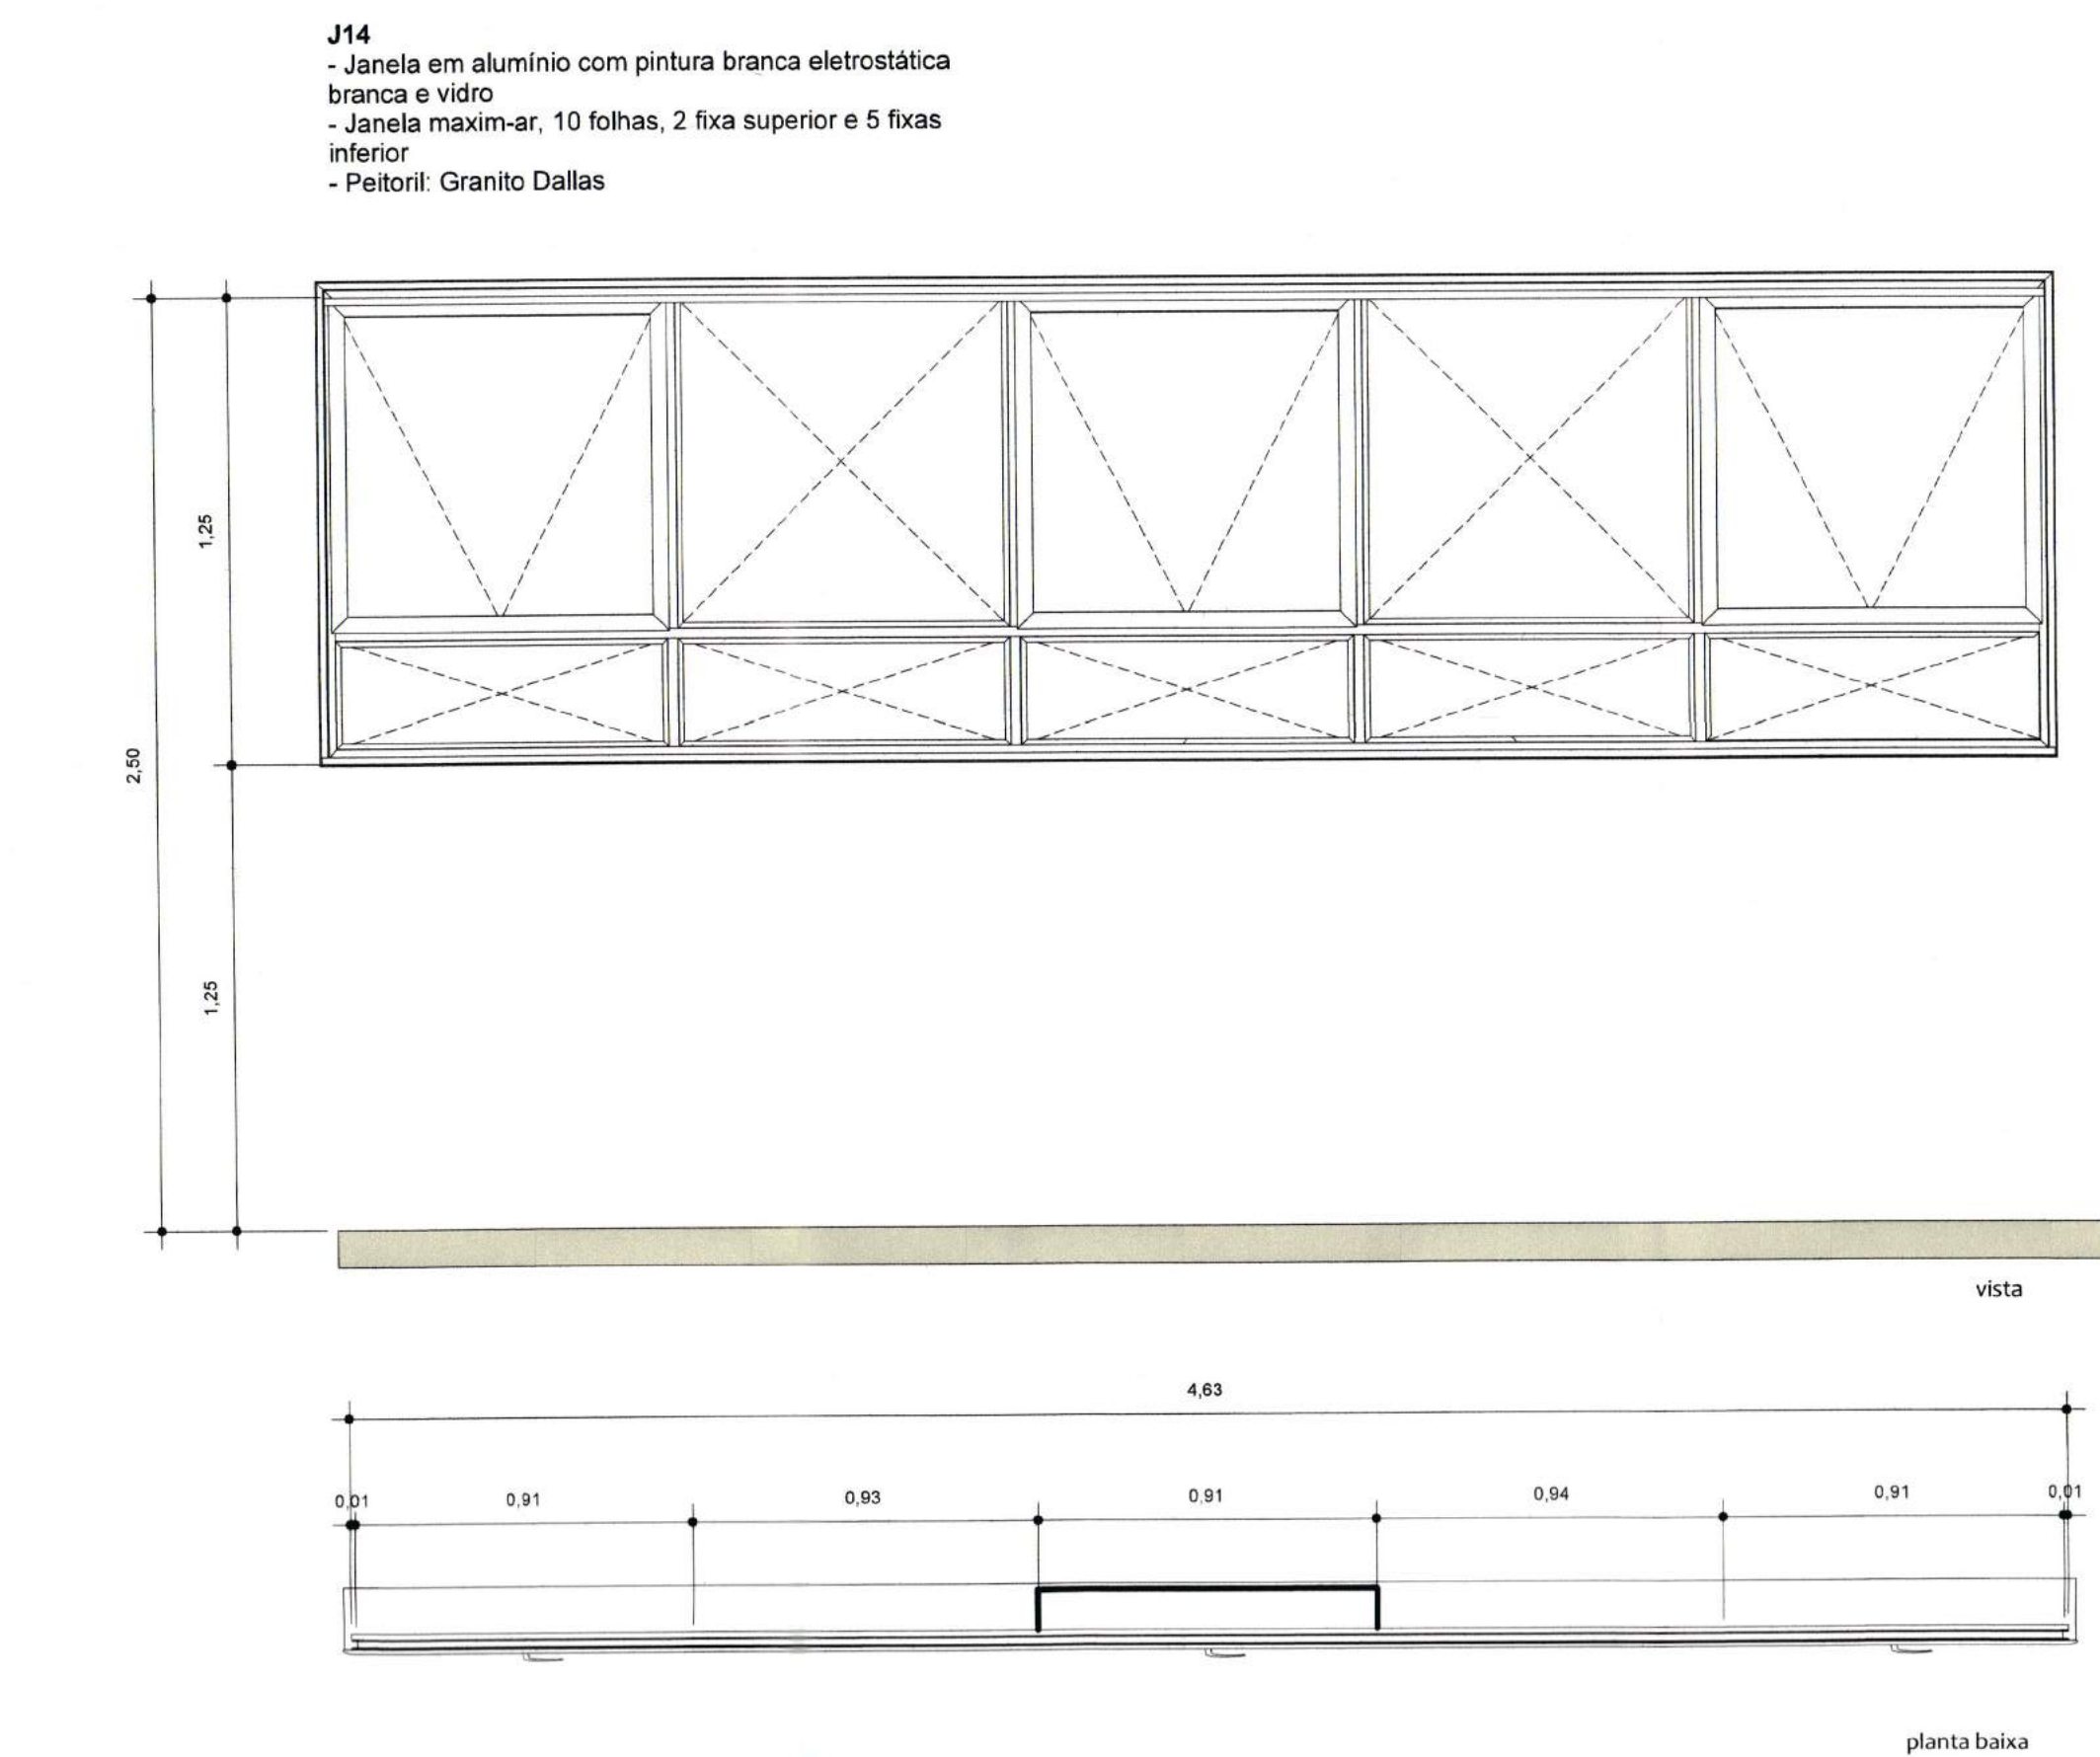 J14
- Janela em alumínio com pintura branca eletrostática
branca e vidro
- Janela maxim-ar, 10 folhas, 2 fixa superior e 5 fixas
inferior
- Peitoril: Granito Dallas
1,25
2,50
1,25
vista
4,63
0,01 0,91 0,93 0,91 0,94 0,91 0,01
planta baixa